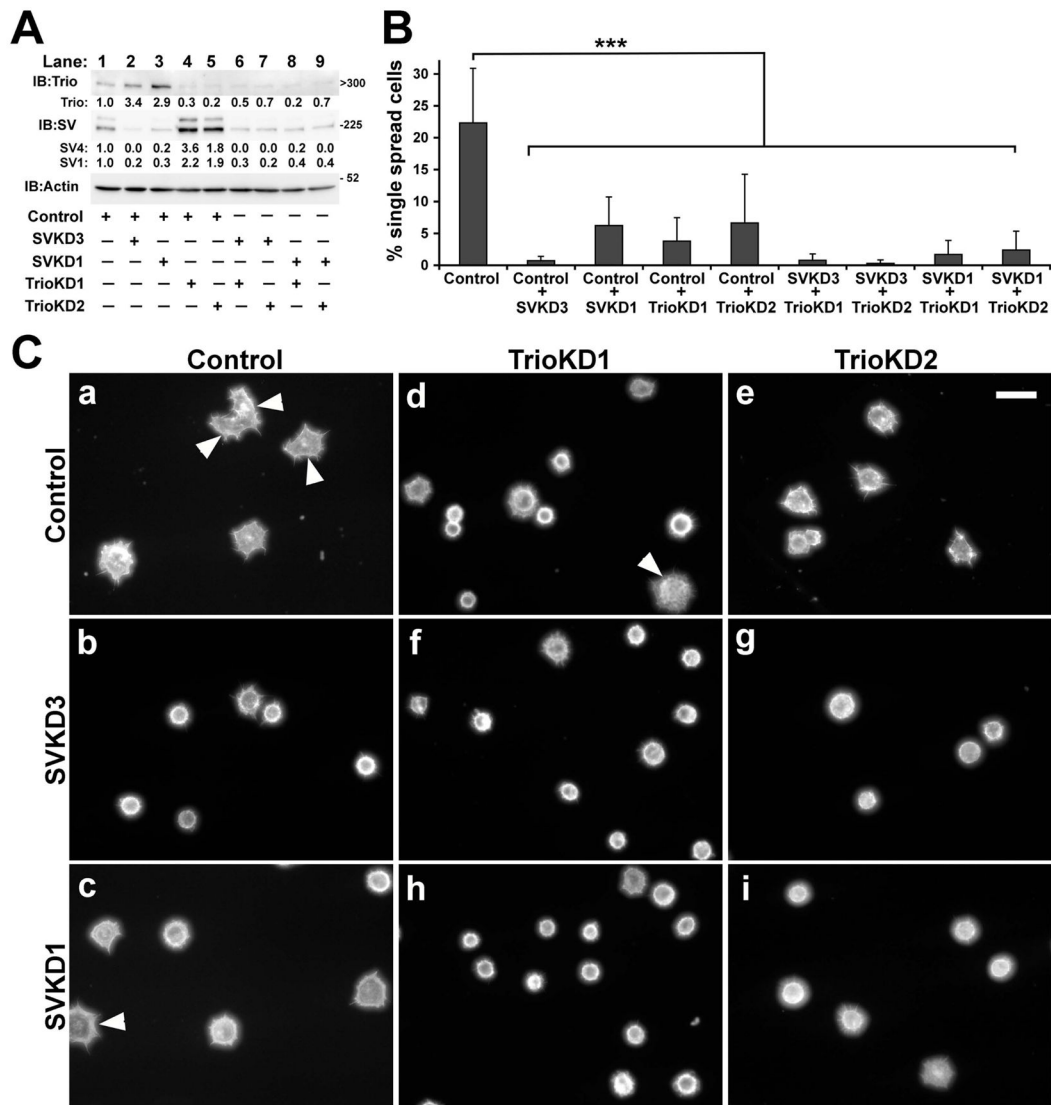 A
Lane: 1 2 3 4 5 6 7 8 9
IB:Trio >300
Trio: 1.0 3.4 2.9 0.3 0.2 0.5 0.7 0.2 0.7
IB:SV -225
SV4: 1.0 0.0 0.2 3.6 1.8 0.0 0.0 0.2 0.0
SV1: 1.0 0.2 0.3 2.2 1.9 0.3 0.2 0.4 0.4
IB:Actin - 52
Control + + + + + – – – –
SVKD3 – + – – – + + – –
SVKD1 – – + – – – – + +
TrioKD1 – – – + – + – + –
TrioKD2 – – – – + – + – +
B
***
% single spread cells
35
30
25
20
15
10
5
0
Control
Control + SVKD3
Control + SVKD1
Control + TrioKD1
Control + TrioKD2
SVKD3 + TrioKD1
SVKD3 + TrioKD2
SVKD1 + TrioKD1
SVKD1 + TrioKD2
C
Control TrioKD1 TrioKD2
Control
a d e
SVKD3
b f g
SVKD1
c h i